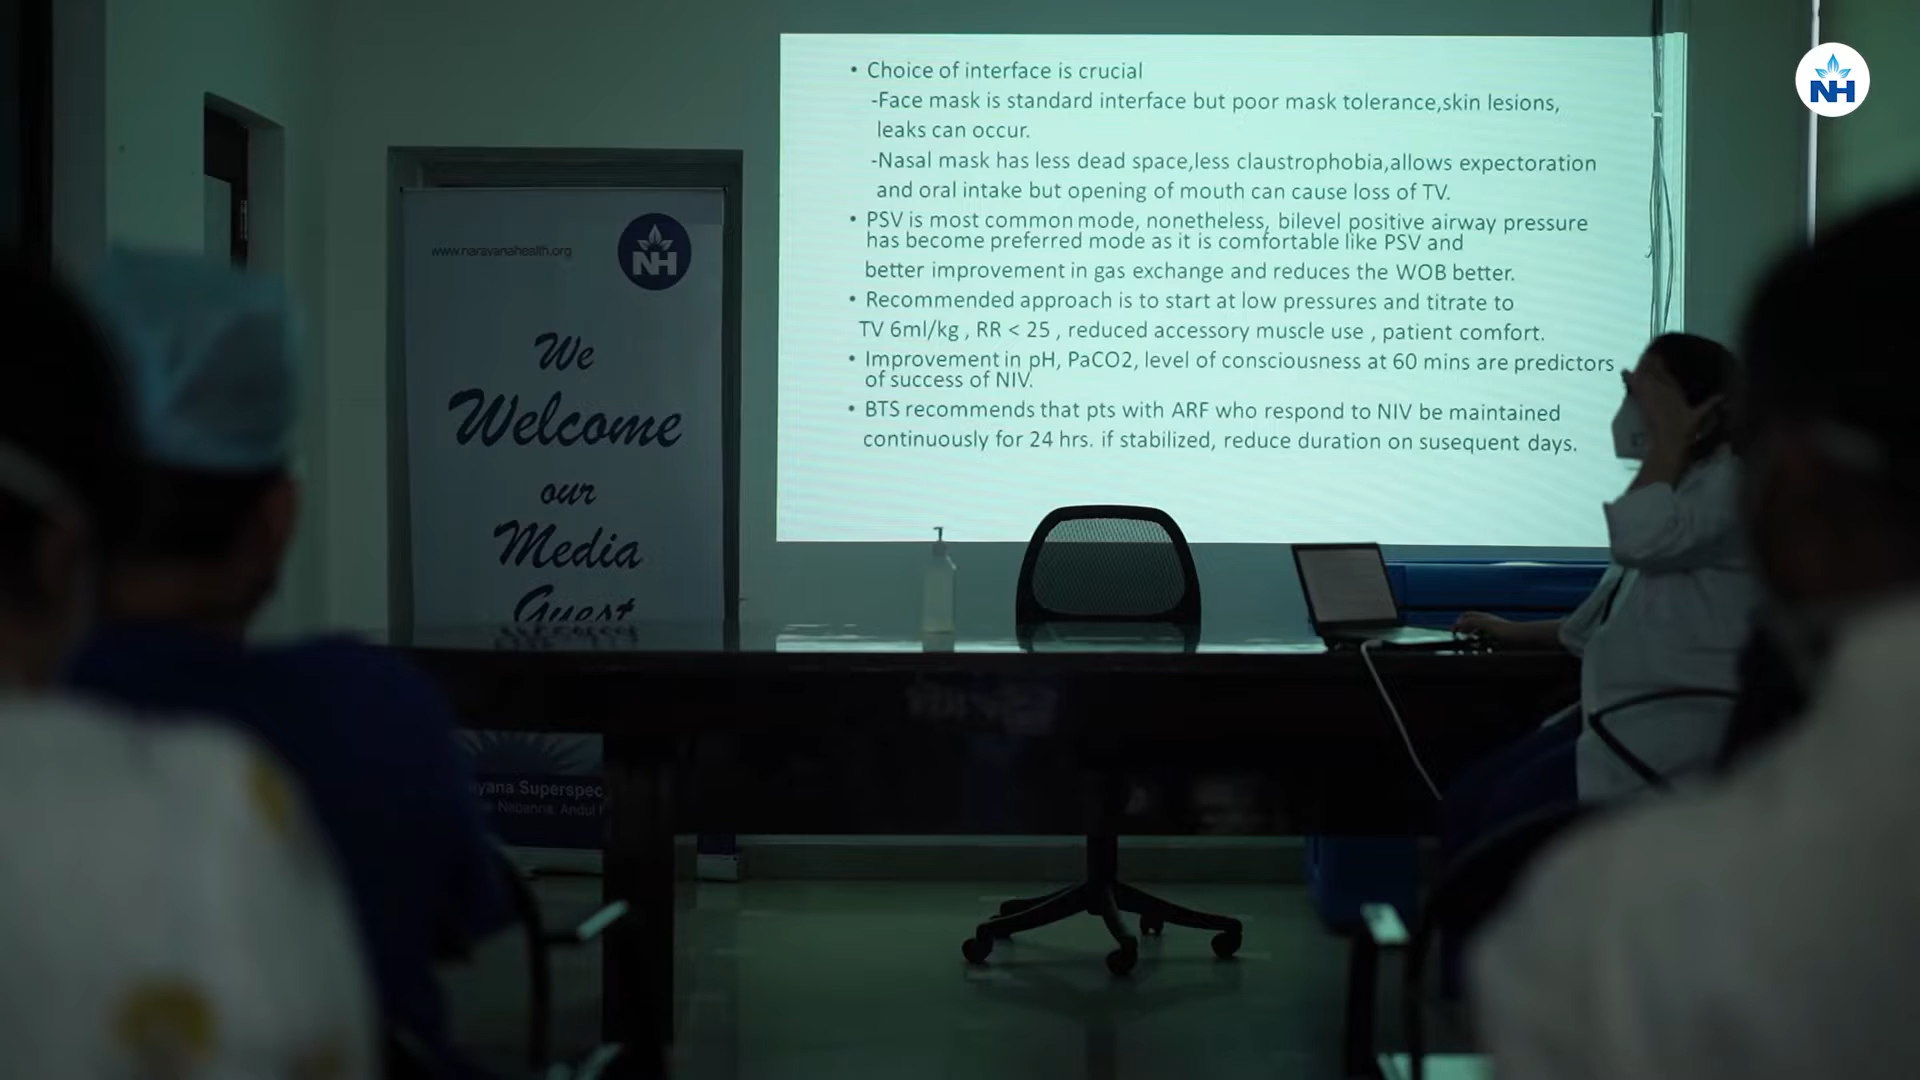 • Choice of interface is crucial
-Face mask is standard interface but poor mask tolerance,skin lesions,
leaks can occur.
-Nasal mask has less dead space,less claustrophobia,allows expectoration
and oral intake but opening of mouth can cause loss of TV.
• PSV is most common mode, nonetheless, bilevel positive airway pressure
has become preferred mode as it is comfortable like PSV and
better improvement in gas exchange and reduces the WOB better.
• Recommended approach is to start at low pressures and titrate to
TV 6ml/kg , RR < 25 , reduced accessory muscle use , patient comfort.
• Improvement in pH, PaCO2, level of consciousness at 60 mins are predictors
of success of NIV.
• BTS recommends that pts with ARF who respond to NIV be maintained
continuously for 24 hrs. if stabilized, reduce duration on susequent days.
NH
www.narayanahealth.org
NH
We
Welcome
our
Media
Guest
yana Superspec
Nabanna, Andul